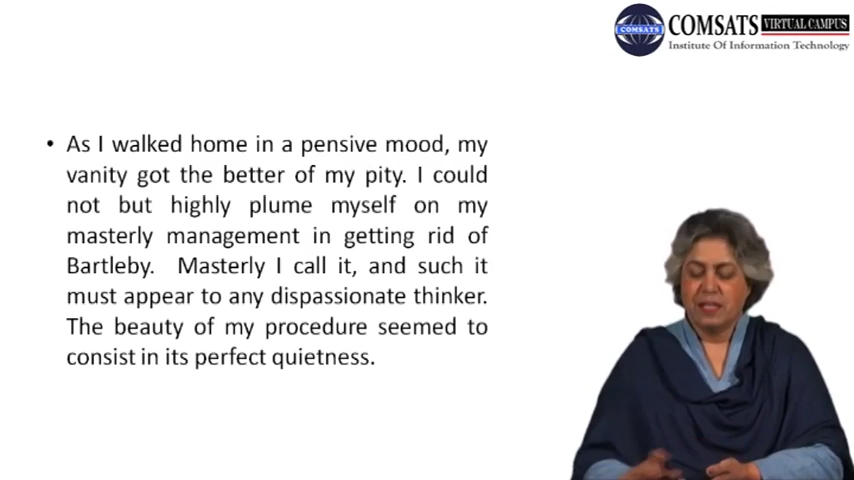 COMSATS
COMSATS VIRTUAL CAMPUS
Institute Of Information Technology
• As I walked home in a pensive mood, my
vanity got the better of my pity. I could
not but highly plume myself on my
masterly management in getting rid of
Bartleby.  Masterly I call it, and such it
must appear to any dispassionate thinker.
The beauty of my procedure seemed to
consist in its perfect quietness.